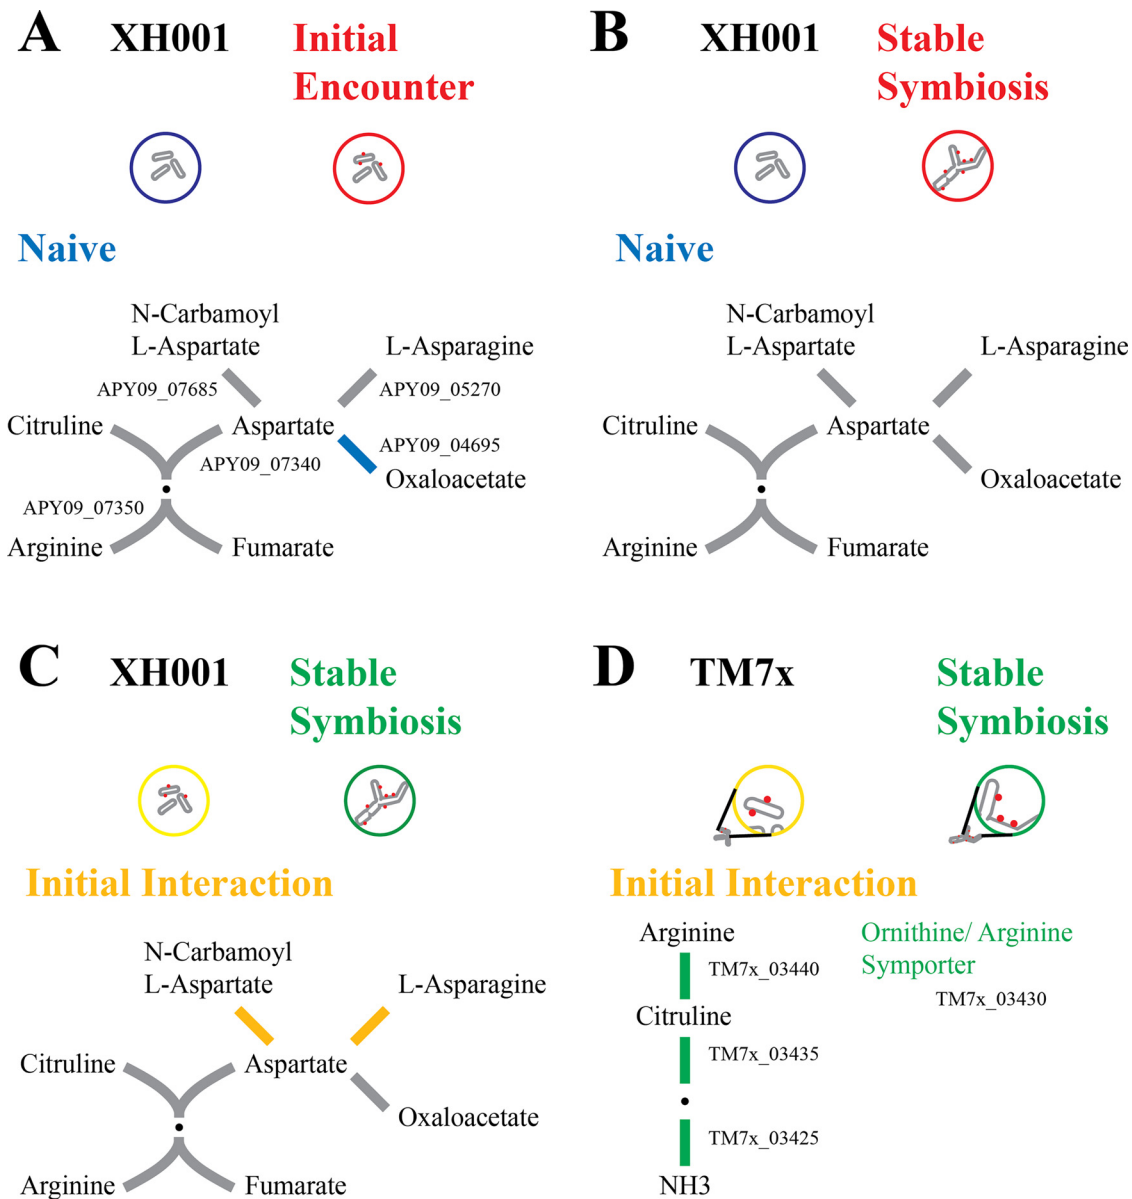 A XH001 Initial
Encounter
Naive
N-Carbamoyl
L-Aspartate
L-Asparagine
APY09_07685
APY09_05270
Citruline
Aspartate
APY09_04695
APY09_07340
Oxaloacetate
APY09_07350
Arginine
Fumarate
B XH001 Stable
Symbiosis
Naive
N-Carbamoyl
L-Aspartate
L-Asparagine
Citruline
Aspartate
Oxaloacetate
Arginine
Fumarate
C XH001 Stable
Symbiosis
Initial Interaction
N-Carbamoyl
L-Aspartate
L-Asparagine
Citruline
Aspartate
Oxaloacetate
Arginine
Fumarate
D TM7x Stable
Symbiosis
Initial Interaction
Arginine
TM7x_03440
Citruline
TM7x_03435
TM7x_03425
NH3
Ornithine/ Arginine
Symporter
TM7x_03430